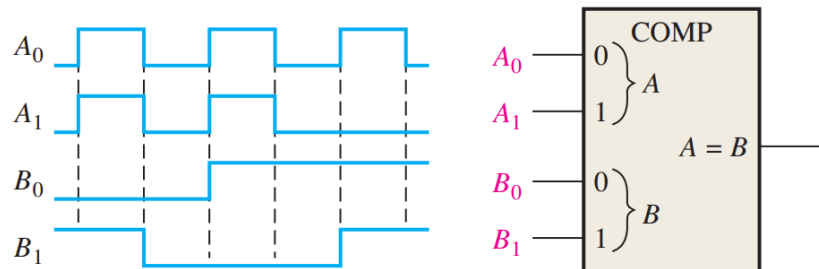 A₀
A₁
B₀
B₁
COMP
A₀ 0
A
A₁ 1
A = B
B₀ 0
B
B₁ 1